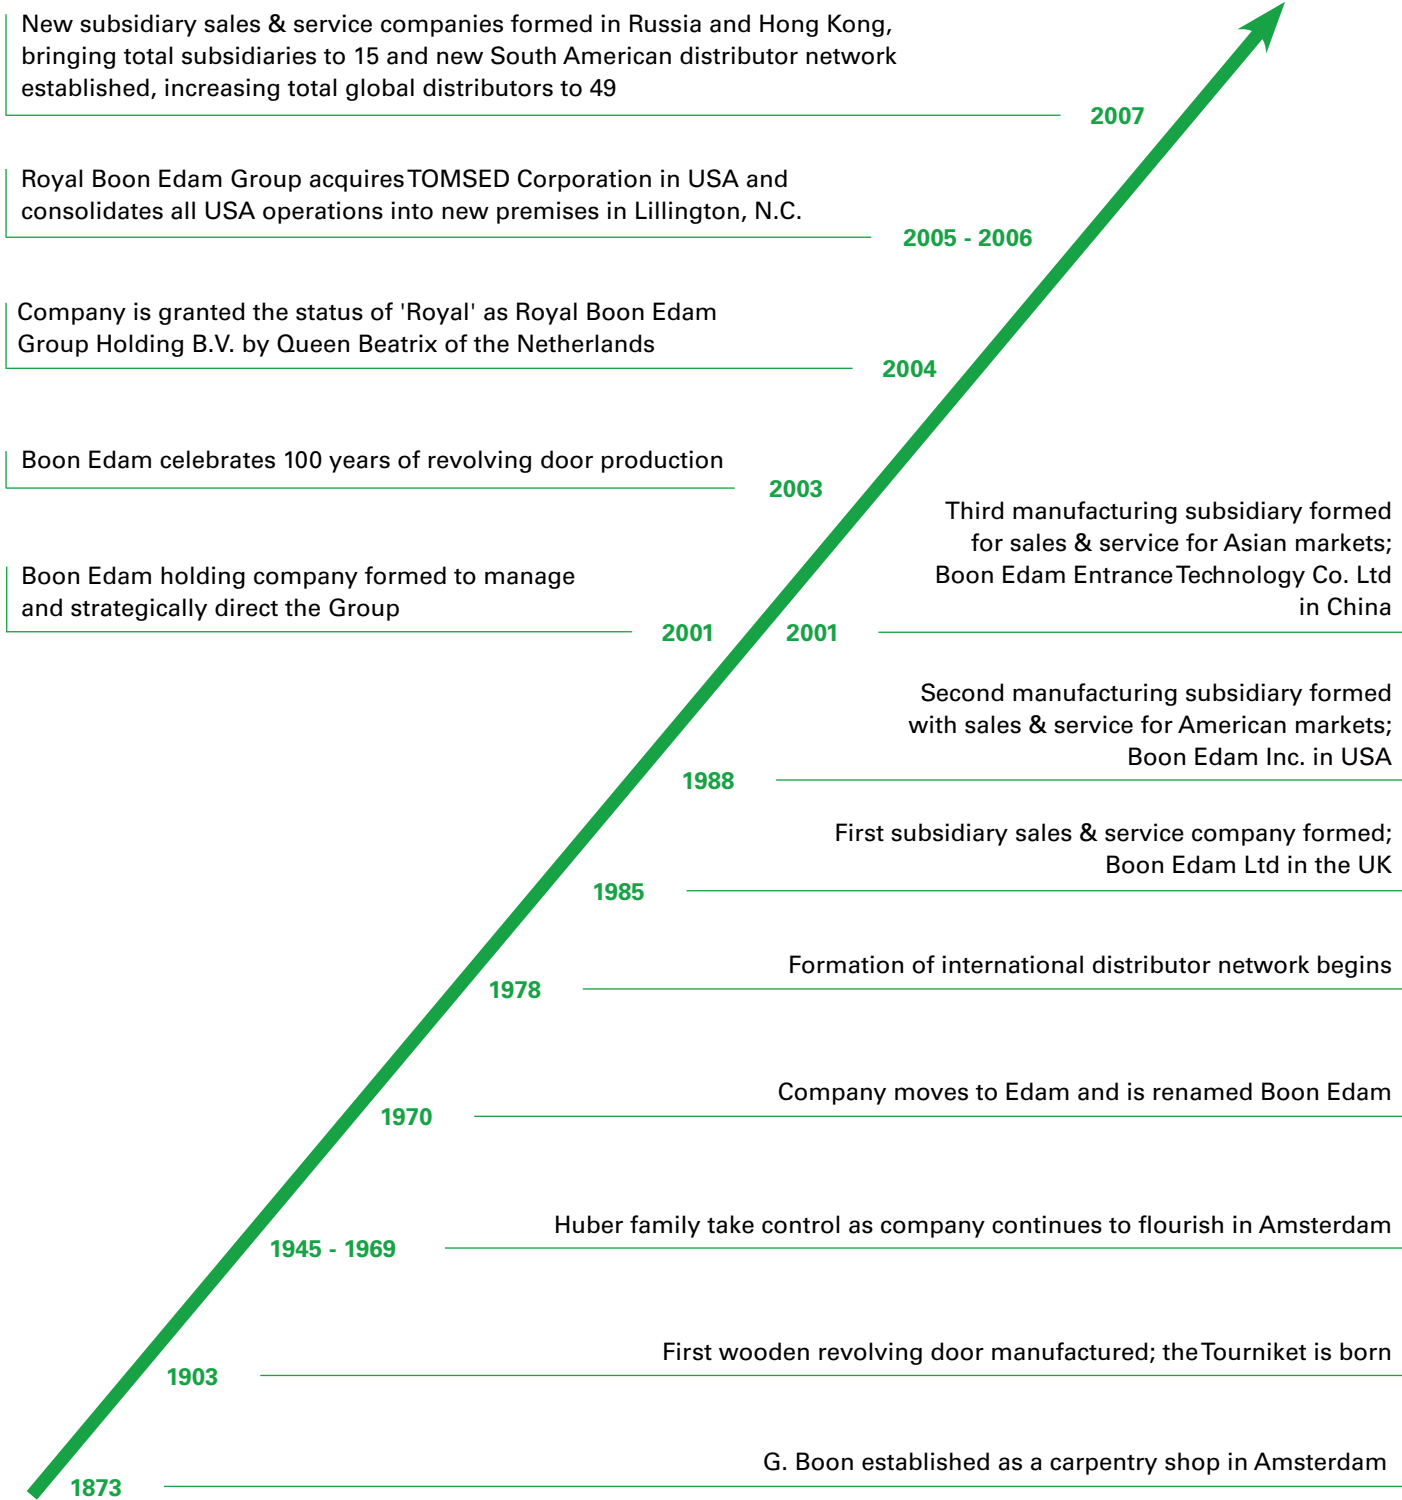 New subsidiary sales & service companies formed in Russia and Hong Kong,
bringing total subsidiaries to 15 and new South American distributor network
established, increasing total global distributors to 49
2007
Royal Boon Edam Group acquires TOMSED Corporation in USA and
consolidates all USA operations into new premises in Lillington, N.C.
2005 - 2006
Company is granted the status of 'Royal' as Royal Boon Edam
Group Holding B.V. by Queen Beatrix of the Netherlands
2004
Boon Edam celebrates 100 years of revolving door production
2003
Boon Edam holding company formed to manage
and strategically direct the Group
2001
Third manufacturing subsidiary formed
for sales & service for Asian markets;
Boon Edam Entrance Technology Co. Ltd
in China
2001
Second manufacturing subsidiary formed
with sales & service for American markets;
Boon Edam Inc. in USA
1988
First subsidiary sales & service company formed;
Boon Edam Ltd in the UK
1985
Formation of international distributor network begins
1978
Company moves to Edam and is renamed Boon Edam
1970
Huber family take control as company continues to flourish in Amsterdam
1945 - 1969
First wooden revolving door manufactured; the Tourniket is born
1903
G. Boon established as a carpentry shop in Amsterdam
1873